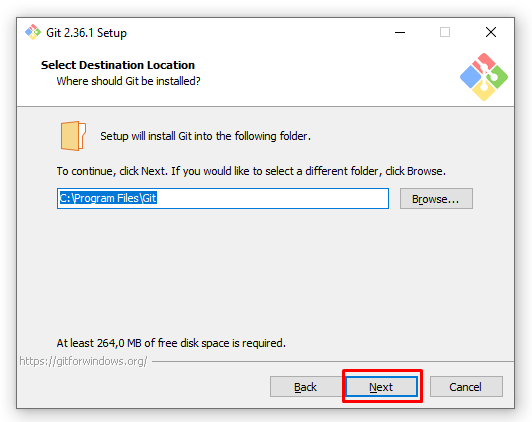 Git 2.36.1 Setup
Select Destination Location
Where should Git be installed?
Setup will install Git into the following folder.
To continue, click Next. If you would like to select a different folder, click Browse.
C:\Program Files\Git
Browse...
At least 264,0 MB of free disk space is required.
https://gitforwindows.org/
Back
Next
Cancel